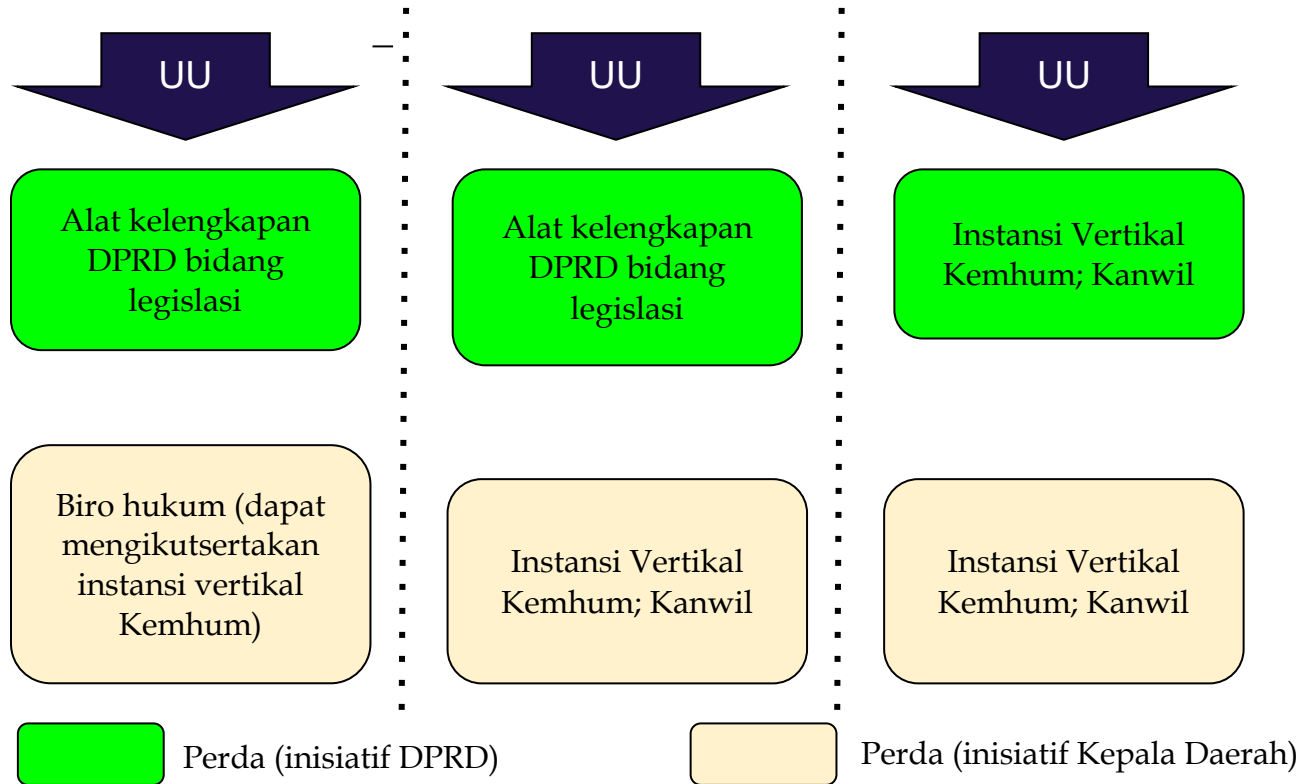 UU
UU
UU
Alat kelengkapan
DPRD bidang
legislasi
Alat kelengkapan
DPRD bidang
legislasi
Instansi Vertikal
Kemhum; Kanwil
Biro hukum (dapat
mengikutsertakan
instansi vertikal
Kemhum)
Instansi Vertikal
Kemhum; Kanwil
Instansi Vertikal
Kemhum; Kanwil
Perda (inisiatif DPRD)
Perda (inisiatif Kepala Daerah)